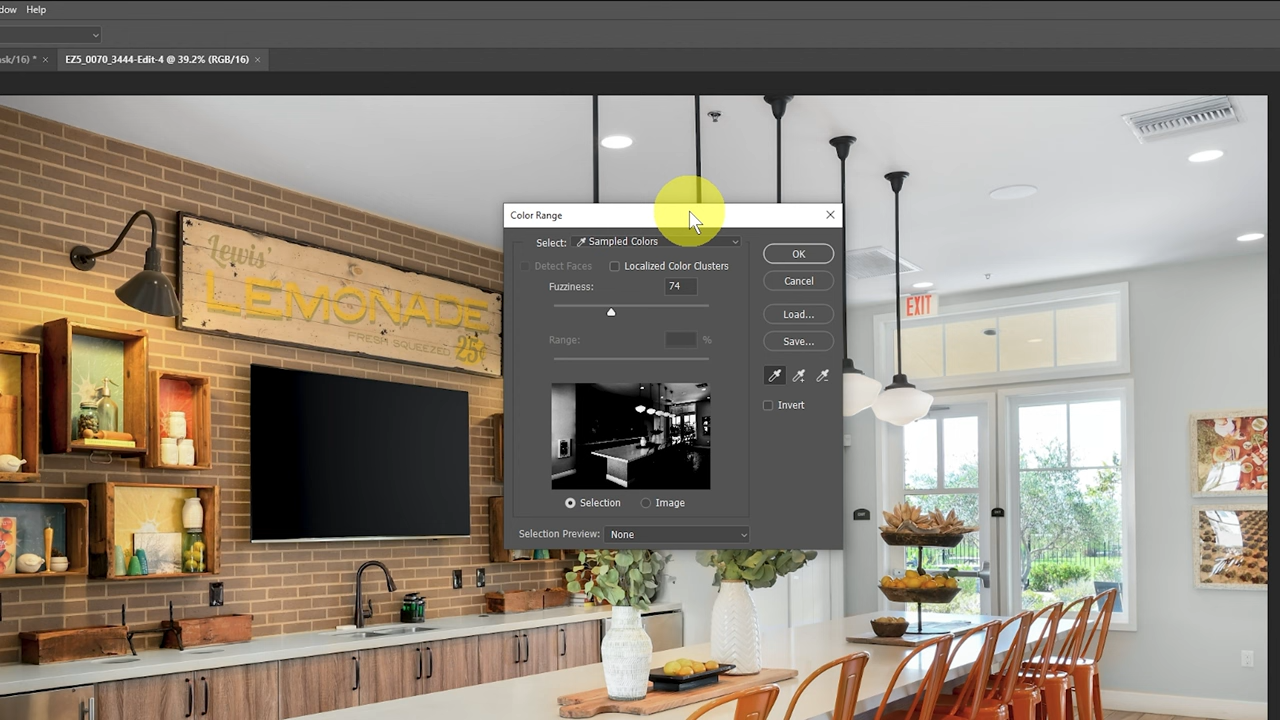 dow Help
ask/16) * × EZ5_0070_3444-Edit-4 @ 39.2% (RGB/16) ×
Color Range
Select: Sampled Colors
Detect Faces Localized Color Clusters
Fuzziness: 74
Range: %
Selection Image
Selection Preview: None
OK
Cancel
Load...
Save...
Invert
Lewis'
LEMONADE
FRESH SQUEEZED 25¢
EXIT